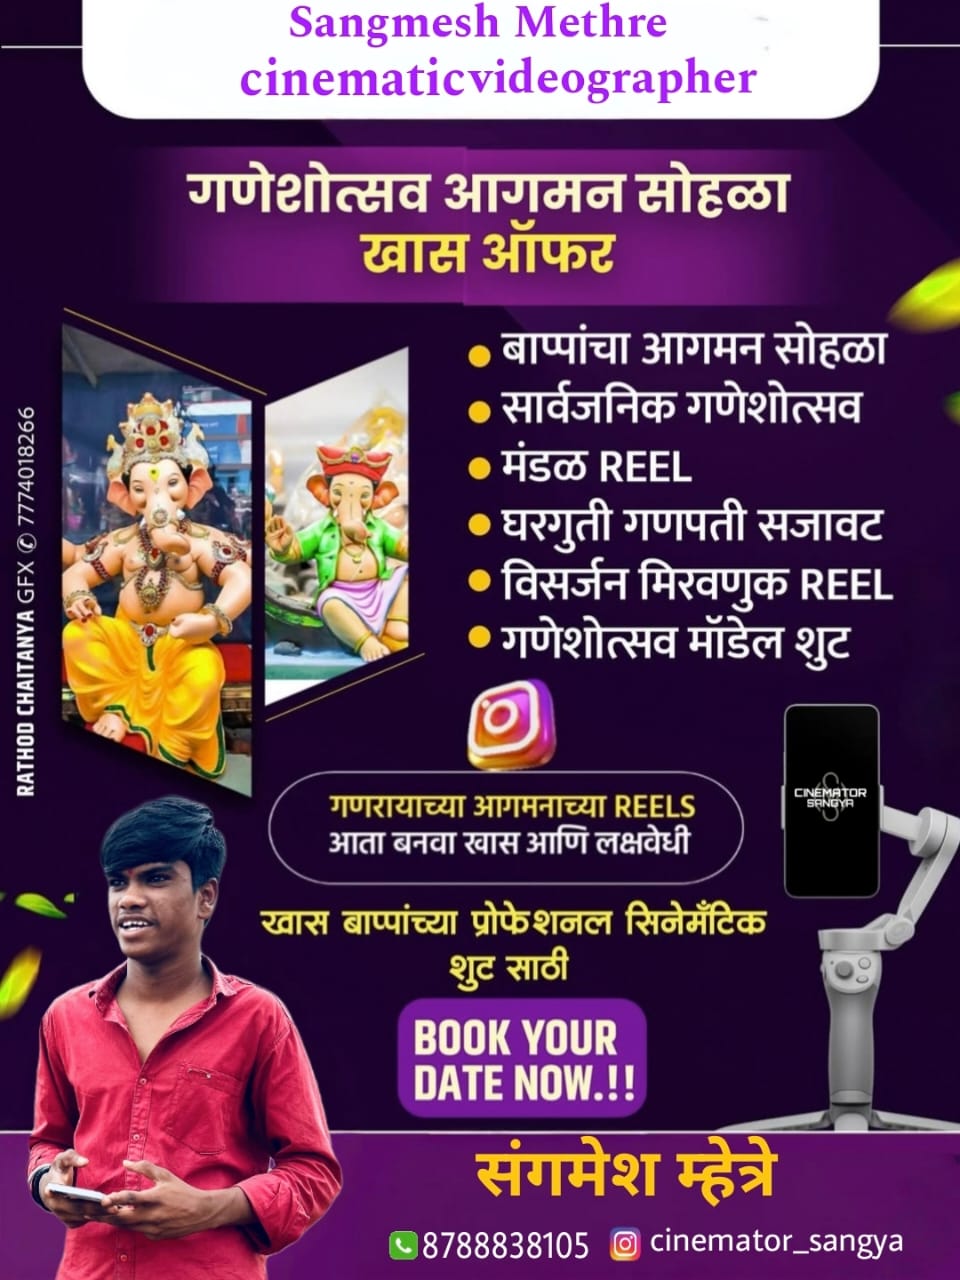 Sangmesh Methre
cinematicvideographer
गणेशोत्सव आगमन सोहळा
खास ऑफर
बाप्पांचा आगमन सोहळा
सार्वजनिक गणेशोत्सव
मंडळ REEL
घरगुती गणपती सजावट
विसर्जन मिरवणुक REEL
गणेशोत्सव मॉडेल शुट
RATHOD CHAITANYA GFX 7774018266
गणरायाच्या आगमनाच्या REELS
आता बनवा खास आणि लक्षवेधी
CINEMATOR
SANGYA
खास बाप्पांच्या प्रोफेशनल सिनेमँटिक
शुट साठी
BOOK YOUR
DATE NOW.!!
संगमेश म्हेत्रे
8788838105 cinemator_sangya